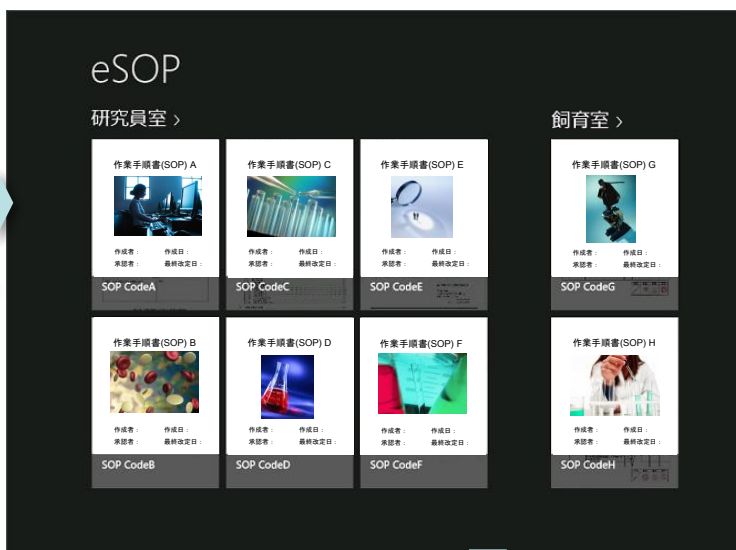 eSOP
研究員室 >
作業手順書(SOP) A
作成者： 作成日：
承認者： 最終改定日：
SOP CodeA
作業手順書(SOP) C
作成者： 作成日：
承認者： 最終改定日：
SOP CodeC
作業手順書(SOP) E
作成者： 作成日：
承認者： 最終改定日：
SOP CodeE
作業手順書(SOP) B
作成者： 作成日：
承認者： 最終改定日：
SOP CodeB
作業手順書(SOP) D
作成者： 作成日：
承認者： 最終改定日：
SOP CodeD
作業手順書(SOP) F
作成者： 作成日：
承認者： 最終改定日：
SOP CodeF
飼育室 >
作業手順書(SOP) G
作成者： 作成日：
承認者： 最終改定日：
SOP CodeG
作業手順書(SOP) H
作成者： 作成日：
承認者： 最終改定日：
SOP CodeH